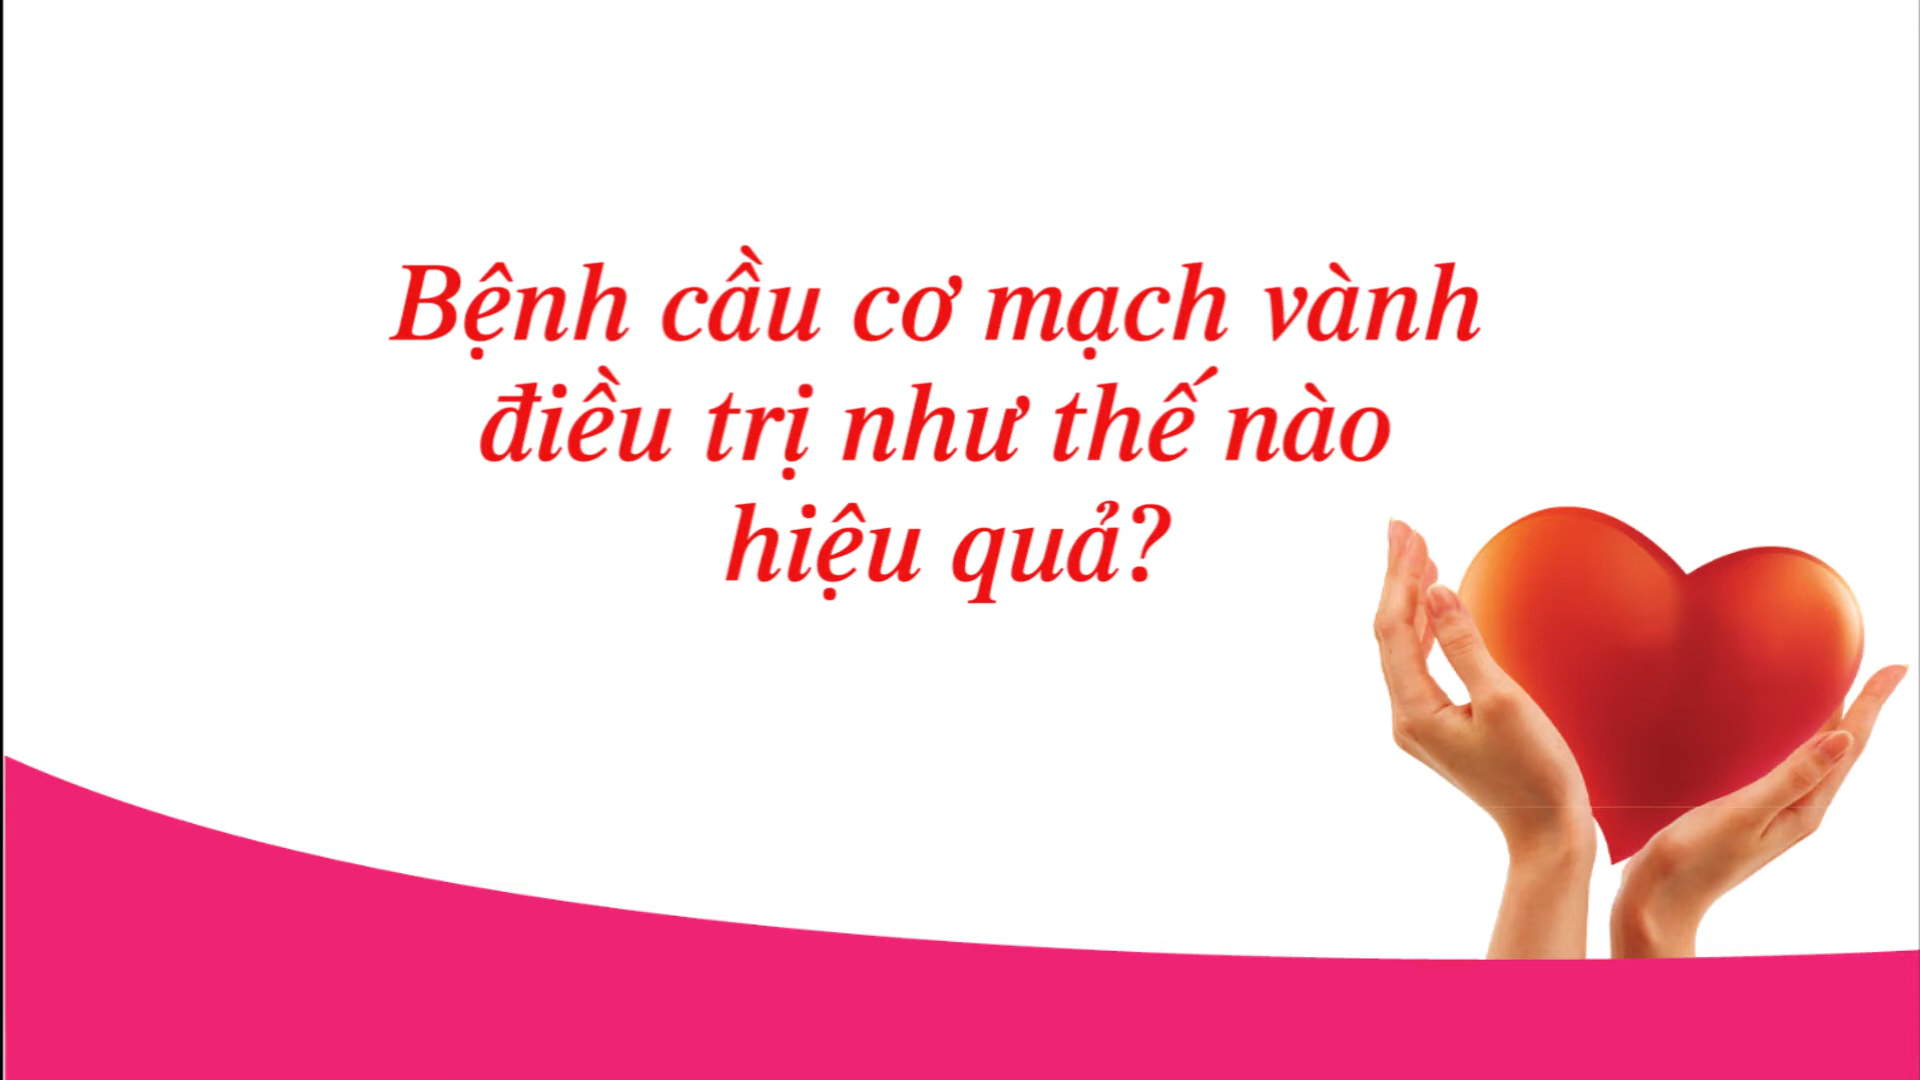 Bệnh cầu cơ mạch vành
điều trị như thế nào
hiệu quả?